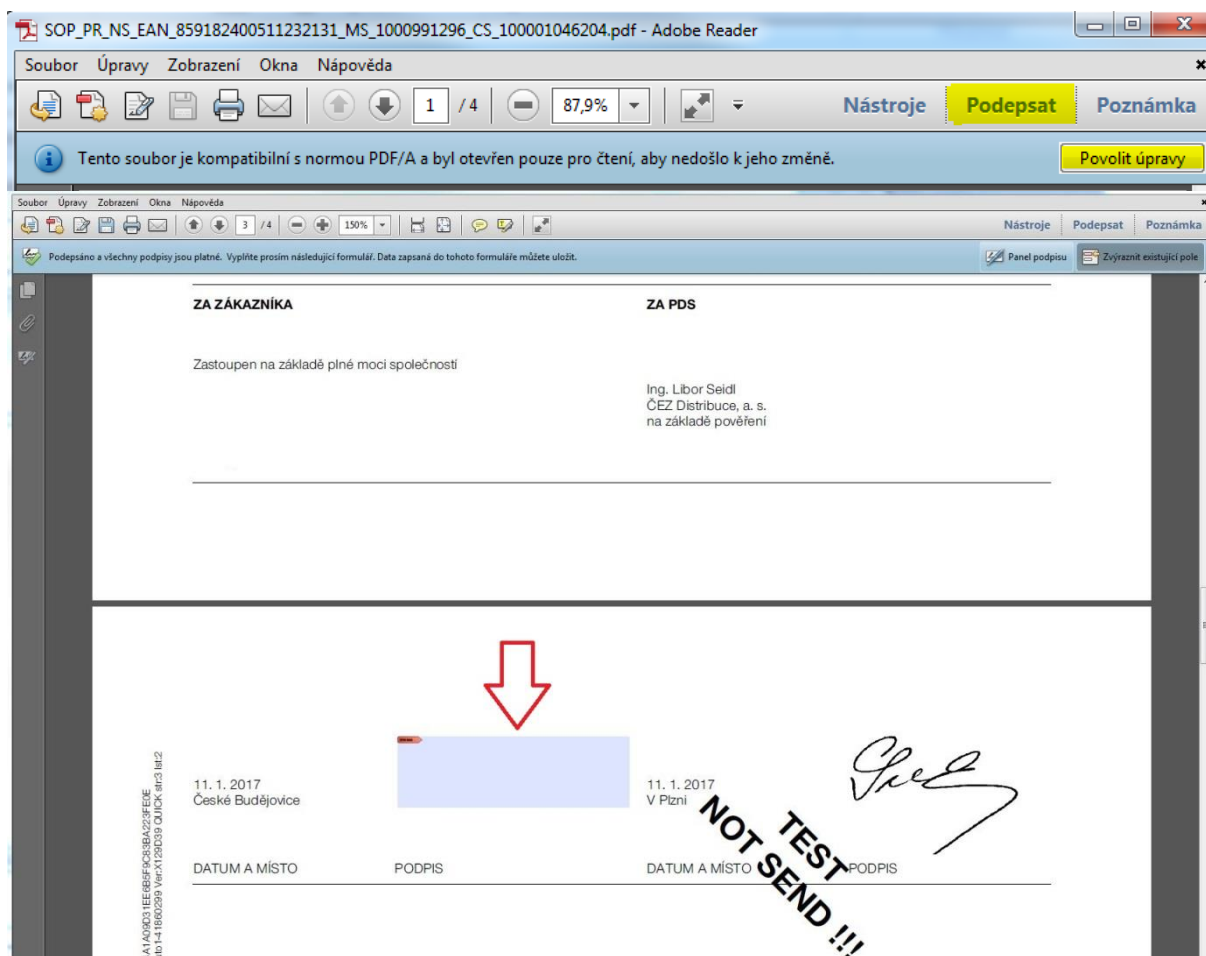 SOP_PR_NS_EAN_859182400511232131_MS_1000991296_CS_100001046204.pdf - Adobe Reader
Soubor Úpravy Zobrazení Okna Nápověda
1 / 4 87,9% Nástroje Podepsat Poznámka
Tento soubor je kompatibilní s normou PDF/A a byl otevřen pouze pro čtení, aby nedošlo k jeho změně. Povolit úpravy
Soubor Úpravy Zobrazení Okna Nápověda
3 / 4 150% Nástroje Podepsat Poznámka
Podepsáno a všechny podpisy jsou platné. Vyplňte prosím následující formulář. Data zapsaná do tohoto formuláře můžete uložit. Panel podpisu Zvýraznit existující pole
ZA ZÁKAZNÍKA ZA PDS
Zastoupen na základě plné moci společností
Ing. Libor Seidl
ČEZ Distribuce, a. s.
na základě pověření
11. 1. 2017 11. 1. 2017
České Budějovice V Plzni
DATUM A MÍSTO PODPIS DATUM A MÍSTO PODPIS
TEST
NOT SEND !!!